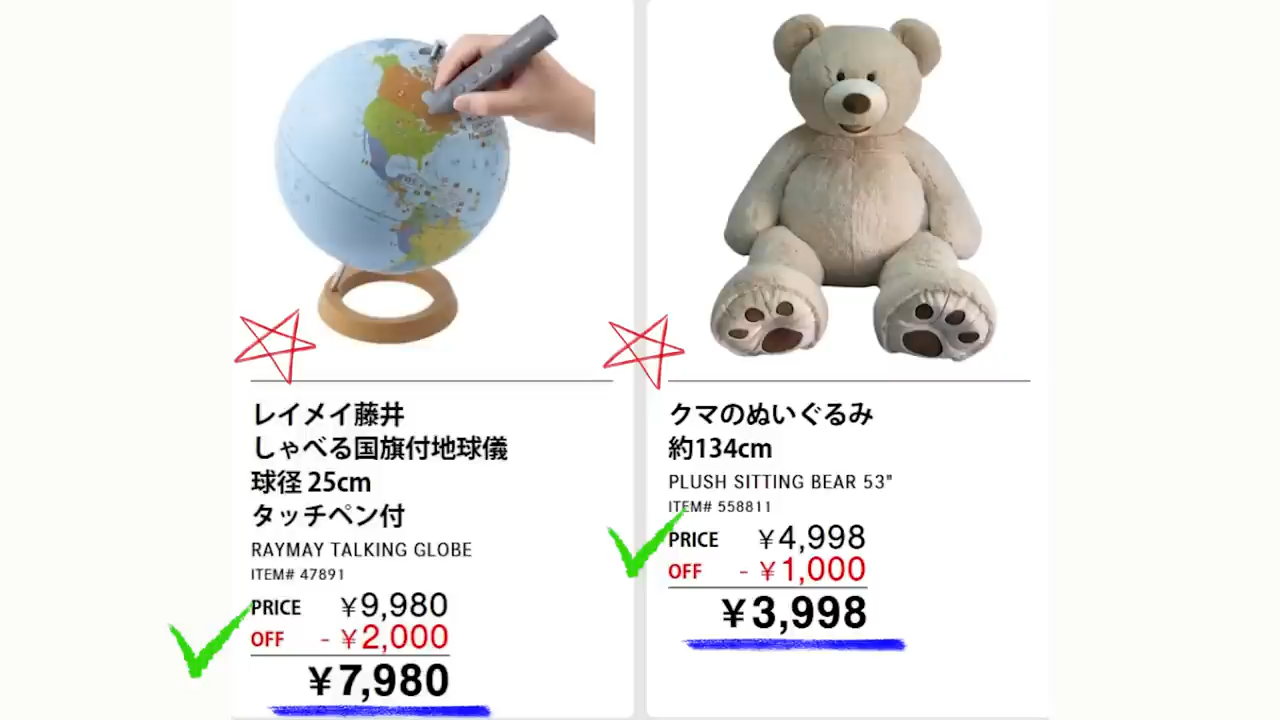 レイメイ藤井
しゃべる国旗付地球儀
球径 25cm
タッチペン付
RAYMAY TALKING GLOBE
ITEM# 47891
PRICE ¥9,980
OFF - ¥2,000
¥7,980
クマのぬいぐるみ
約134cm
PLUSH SITTING BEAR 53"
ITEM# 558811
PRICE ¥4,998
OFF - ¥1,000
¥3,998